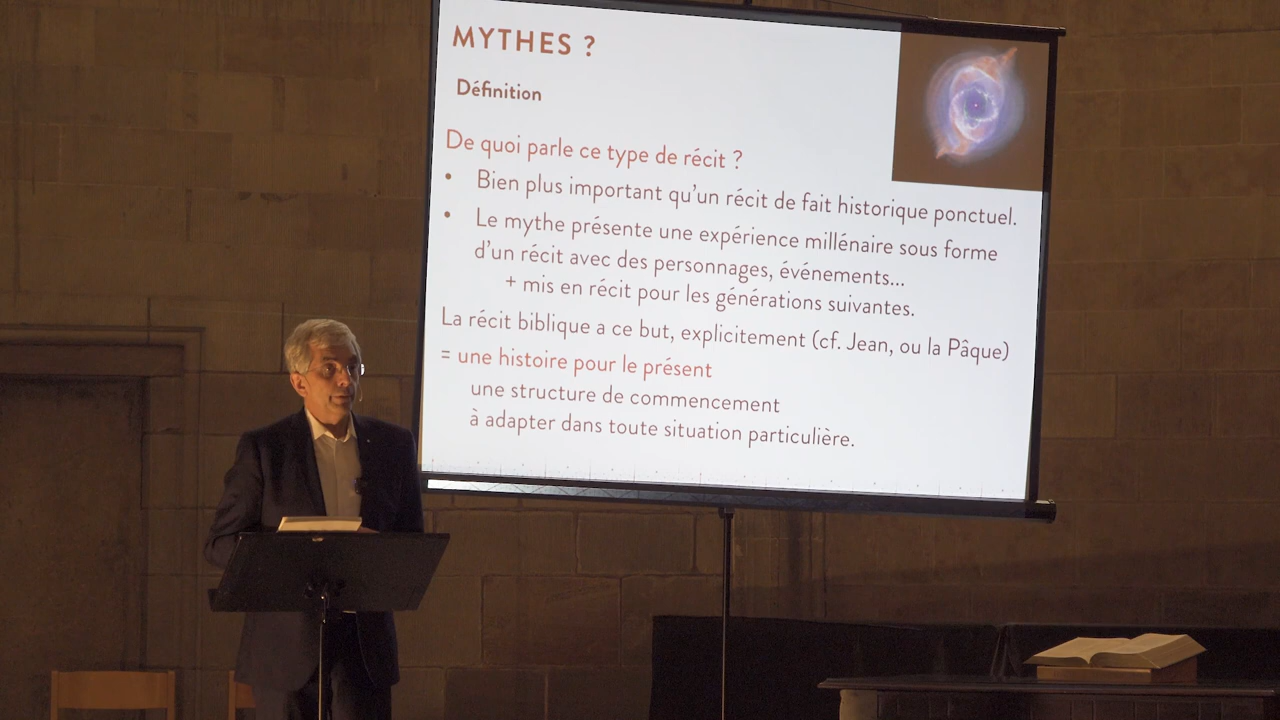 MYTHES ?
Définition
De quoi parle ce type de récit ?
• Bien plus important qu'un récit de fait historique ponctuel.
• Le mythe présente une expérience millénaire sous forme
d'un récit avec des personnages, événements...
+ mis en récit pour les générations suivantes.
La récit biblique a ce but, explicitement (cf. Jean, ou la Pâque)
= une histoire pour le présent
une structure de commencement
à adapter dans toute situation particulière.